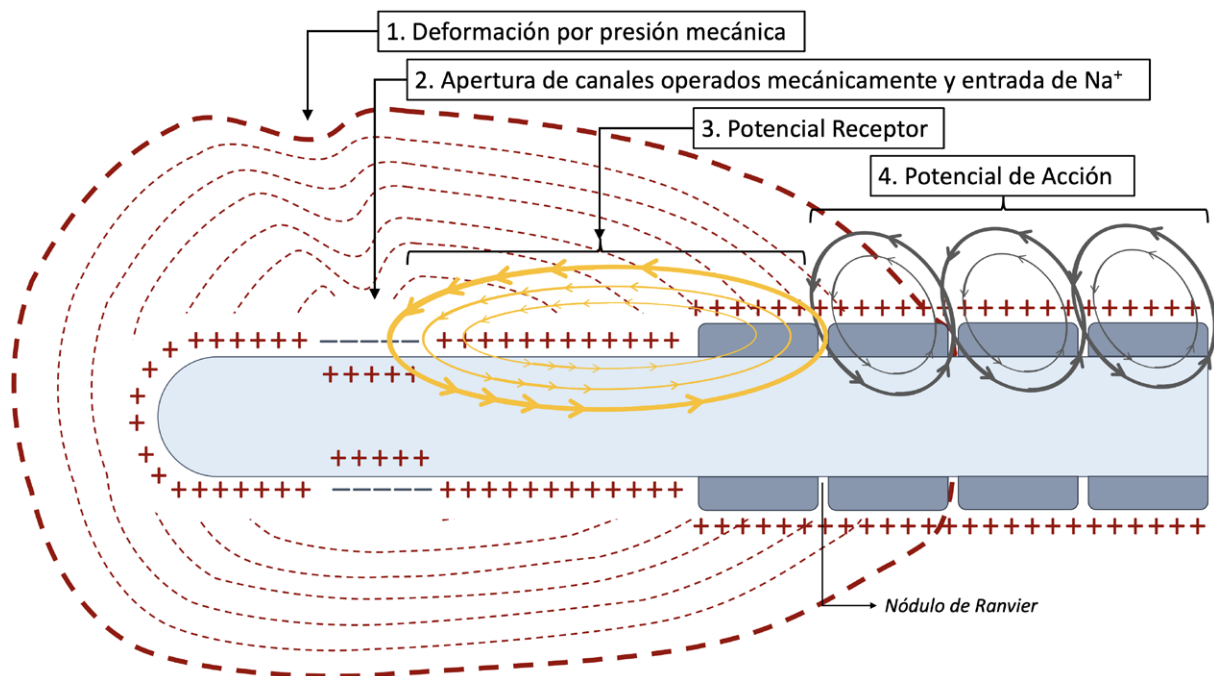 1. Deformación por presión mecánica
2. Apertura de canales operados mecánicamente y entrada de Na⁺
3. Potencial Receptor
4. Potencial de Acción
Nódulo de Ranvier